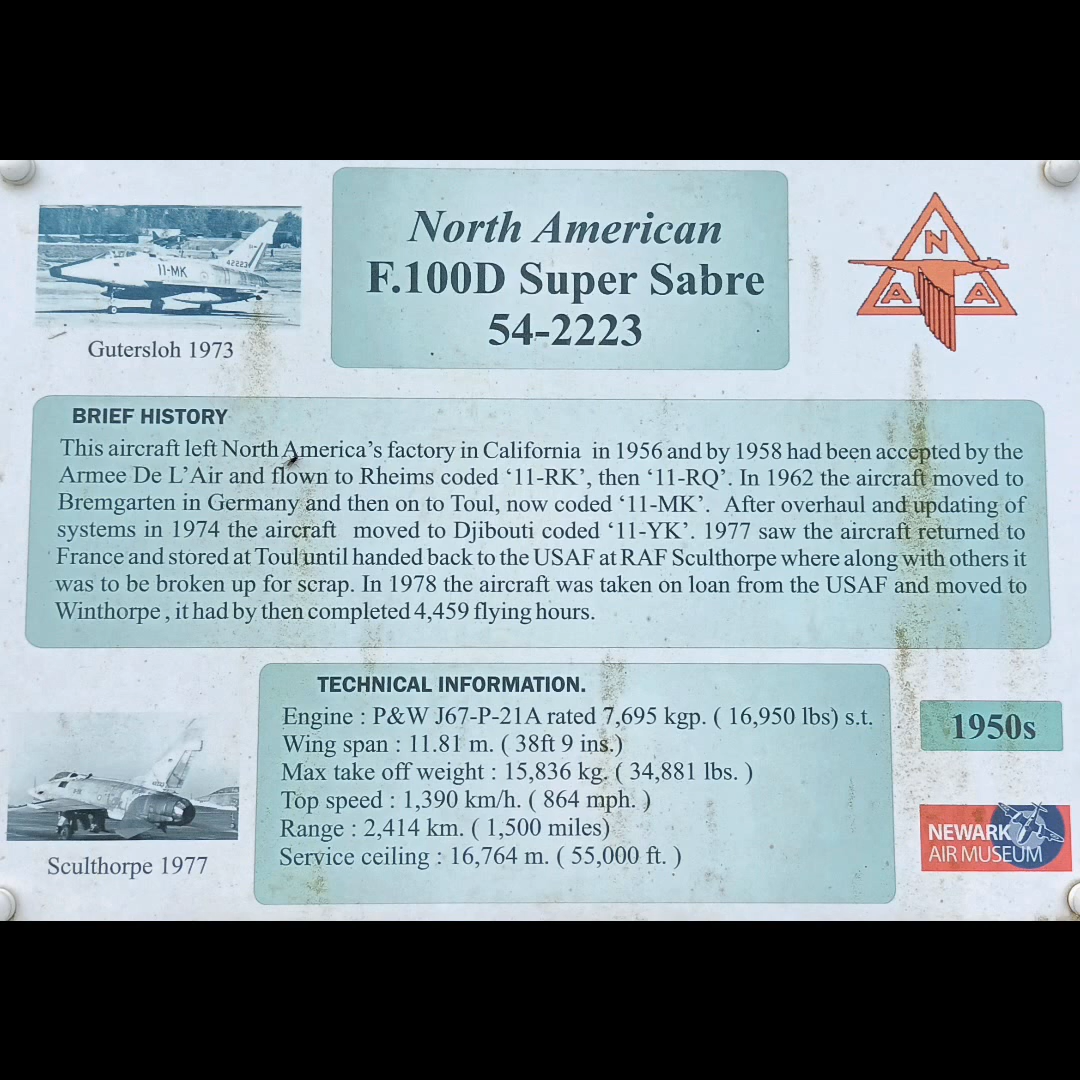 North American
F.100D Super Sabre
54-2223
11-MK
42223
Gutersloh 1973
N
A A
BRIEF HISTORY
This aircraft left North America's factory in California in 1956 and by 1958 had been accepted by the
Armee De L'Air and flown to Rheims coded '11-RK', then '11-RQ'. In 1962 the aircraft moved to
Bremgarten in Germany and then on to Toul, now coded '11-MK'. After overhaul and updating of
systems in 1974 the aircraft moved to Djibouti coded '11-YK'. 1977 saw the aircraft returned to
France and stored at Toul until handed back to the USAF at RAF Sculthorpe where along with others it
was to be broken up for scrap. In 1978 the aircraft was taken on loan from the USAF and moved to
Winthorpe , it had by then completed 4,459 flying hours.
TECHNICAL INFORMATION.
Engine : P&W J67-P-21A rated 7,695 kgp. ( 16,950 lbs) s.t.
Wing span : 11.81 m. ( 38ft 9 ins.)
Max take off weight : 15,836 kg. ( 34,881 lbs. )
Top speed : 1,390 km/h. ( 864 mph. )
Range : 2,414 km. ( 1,500 miles)
Service ceiling : 16,764 m. ( 55,000 ft. )
Sculthorpe 1977
1950s
NEWARK
AIR MUSEUM